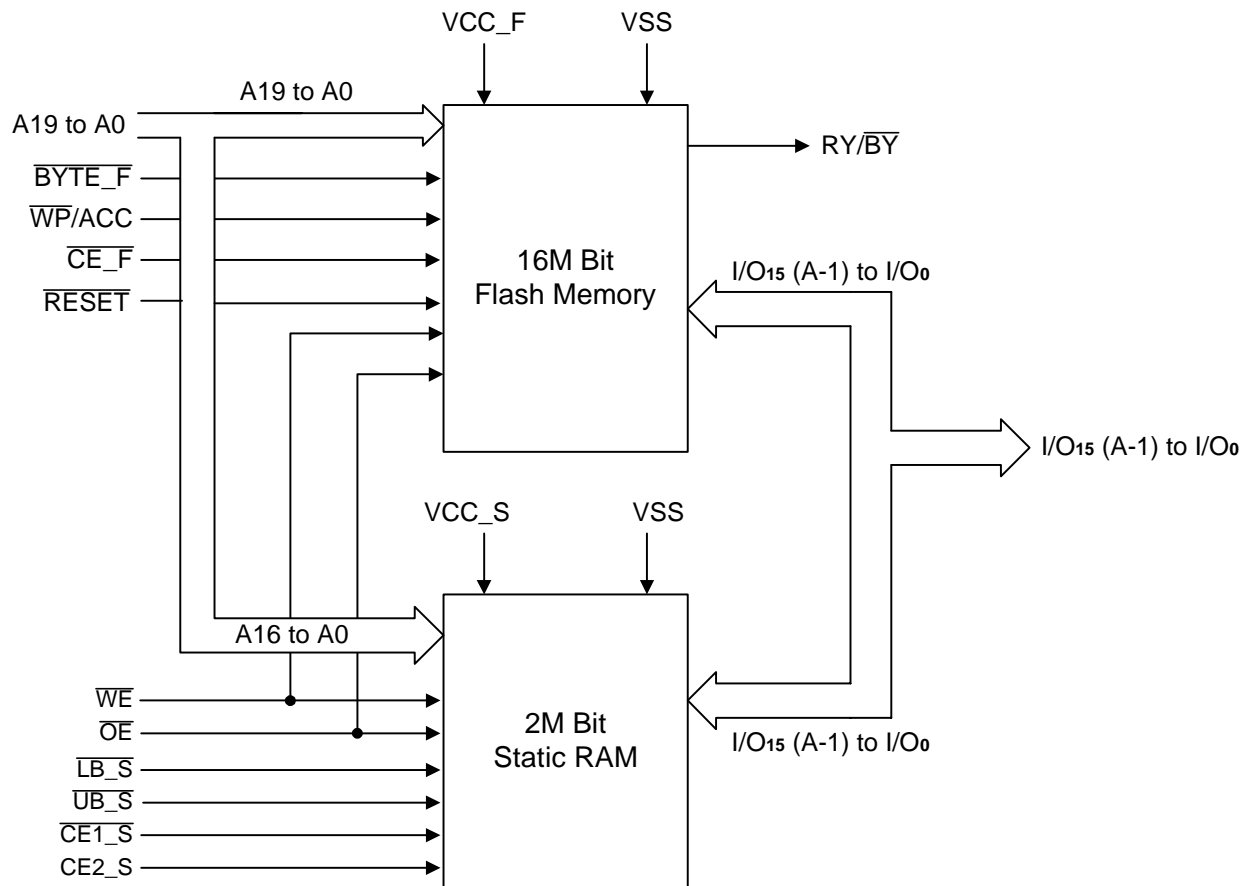 VCC_F
VSS
A19 to A0
A19 to A0
BYTE_F
WP/ACC
CE_F
RESET
RY/BY
16M Bit
Flash Memory
I/O15 (A-1) to I/O0
I/O15 (A-1) to I/O0
VCC_S
VSS
A16 to A0
WE
OE
LB_S
UB_S
CE1_S
CE2_S
2M Bit
Static RAM
I/O15 (A-1) to I/O0